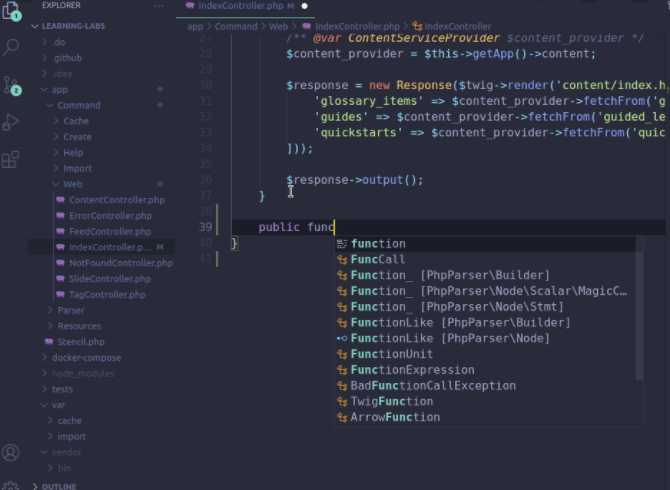 EXPLORER ...
LEARNING-LABS
.do
.github
.idea
app
Command
Cache
Create
Help
Import
Web
ContentController.php
ErrorController.php
FeedController.php
IndexController.p... M
NotFoundController.php
SlideController.php
TagController.php
Parser
Resources
Stencil.php
docker-compose
node_modules
tests
var
cache
import
vendor
bin
OUTLINE
1
2
IndexController.php M
app > Command > Web > IndexController.php > IndexController
27 /** @var ContentServiceProvider $content_provider */
28 $content_provider = $this->getApp()->content;
29
30 $response = new Response($twig->render('content/index.h
31 'glossary_items' => $content_provider->fetchFrom('g
32 'guides' => $content_provider->fetchFrom('guided_le
33 'quickstarts' => $content_provider->fetchFrom('quic
34 ]));
35
36 $response->output();
37 }
38
39 public func
40 }
41
function
FuncCall
Function_ [PhpParser\Builder]
Function_ [PhpParser\Node\Scalar\MagicC...
Function_ [PhpParser\Node\Stmt]
FunctionLike [PhpParser\Builder]
FunctionLike [PhpParser\Node]
FunctionUnit
FunctionExpression
BadFunctionCallException
TwigFunction
ArrowFunction